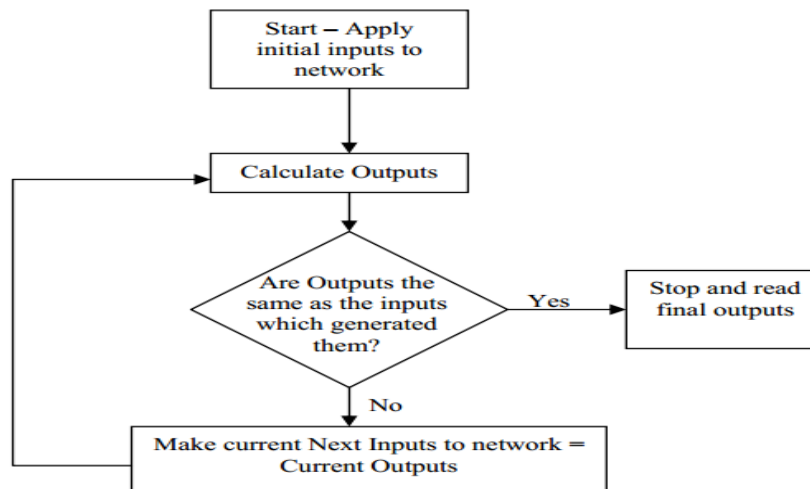 Start – Apply
initial inputs to
network
Calculate Outputs
Are Outputs the
same as the inputs
which generated
them?
Yes
Stop and read
final outputs
No
Make current Next Inputs to network =
Current Outputs